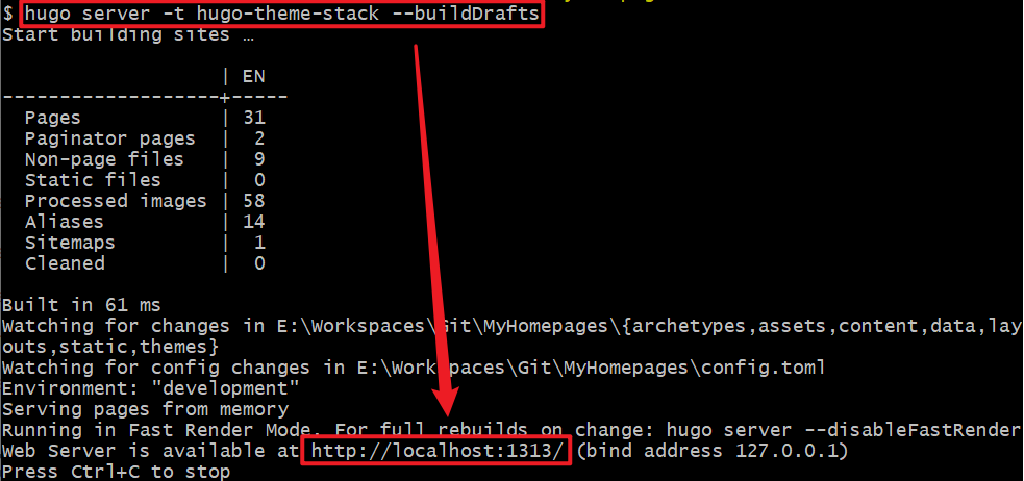 $ hugo server -t hugo-theme-stack --buildDrafts
Start building sites …
| EN
-------------------+-----
Pages | 31
Paginator pages | 2
Non-page files | 9
Static files | 0
Processed images | 58
Aliases | 14
Sitemaps | 1
Cleaned | 0
Built in 61 ms
Watching for changes in E:\Workspaces\Git\MyHomepages\{archetypes,assets,content,data,lay
outs,static,themes}
Watching for config changes in E:\Workspaces\Git\MyHomepages\config.toml
Environment: "development"
Serving pages from memory
Running in Fast Render Mode. For full rebuilds on change: hugo server --disableFastRender
Web Server is available at http://localhost:1313/ (bind address 127.0.0.1)
Press Ctrl+C to stop